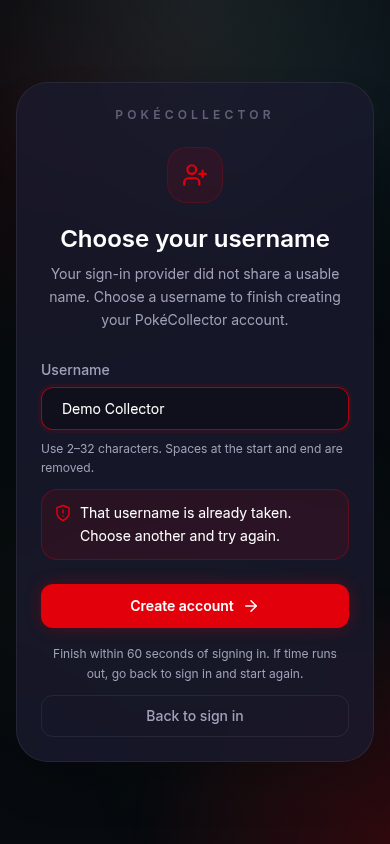 POKÉCOLLECTOR
Choose your username
Your sign-in provider did not share a usable
name. Choose a username to finish creating
your PokéCollector account.
Username
Demo Collector
Use 2–32 characters. Spaces at the start and end are
removed.
That username is already taken.
Choose another and try again.
Create account →
Finish within 60 seconds of signing in. If time runs
out, go back to sign in and start again.
Back to sign in